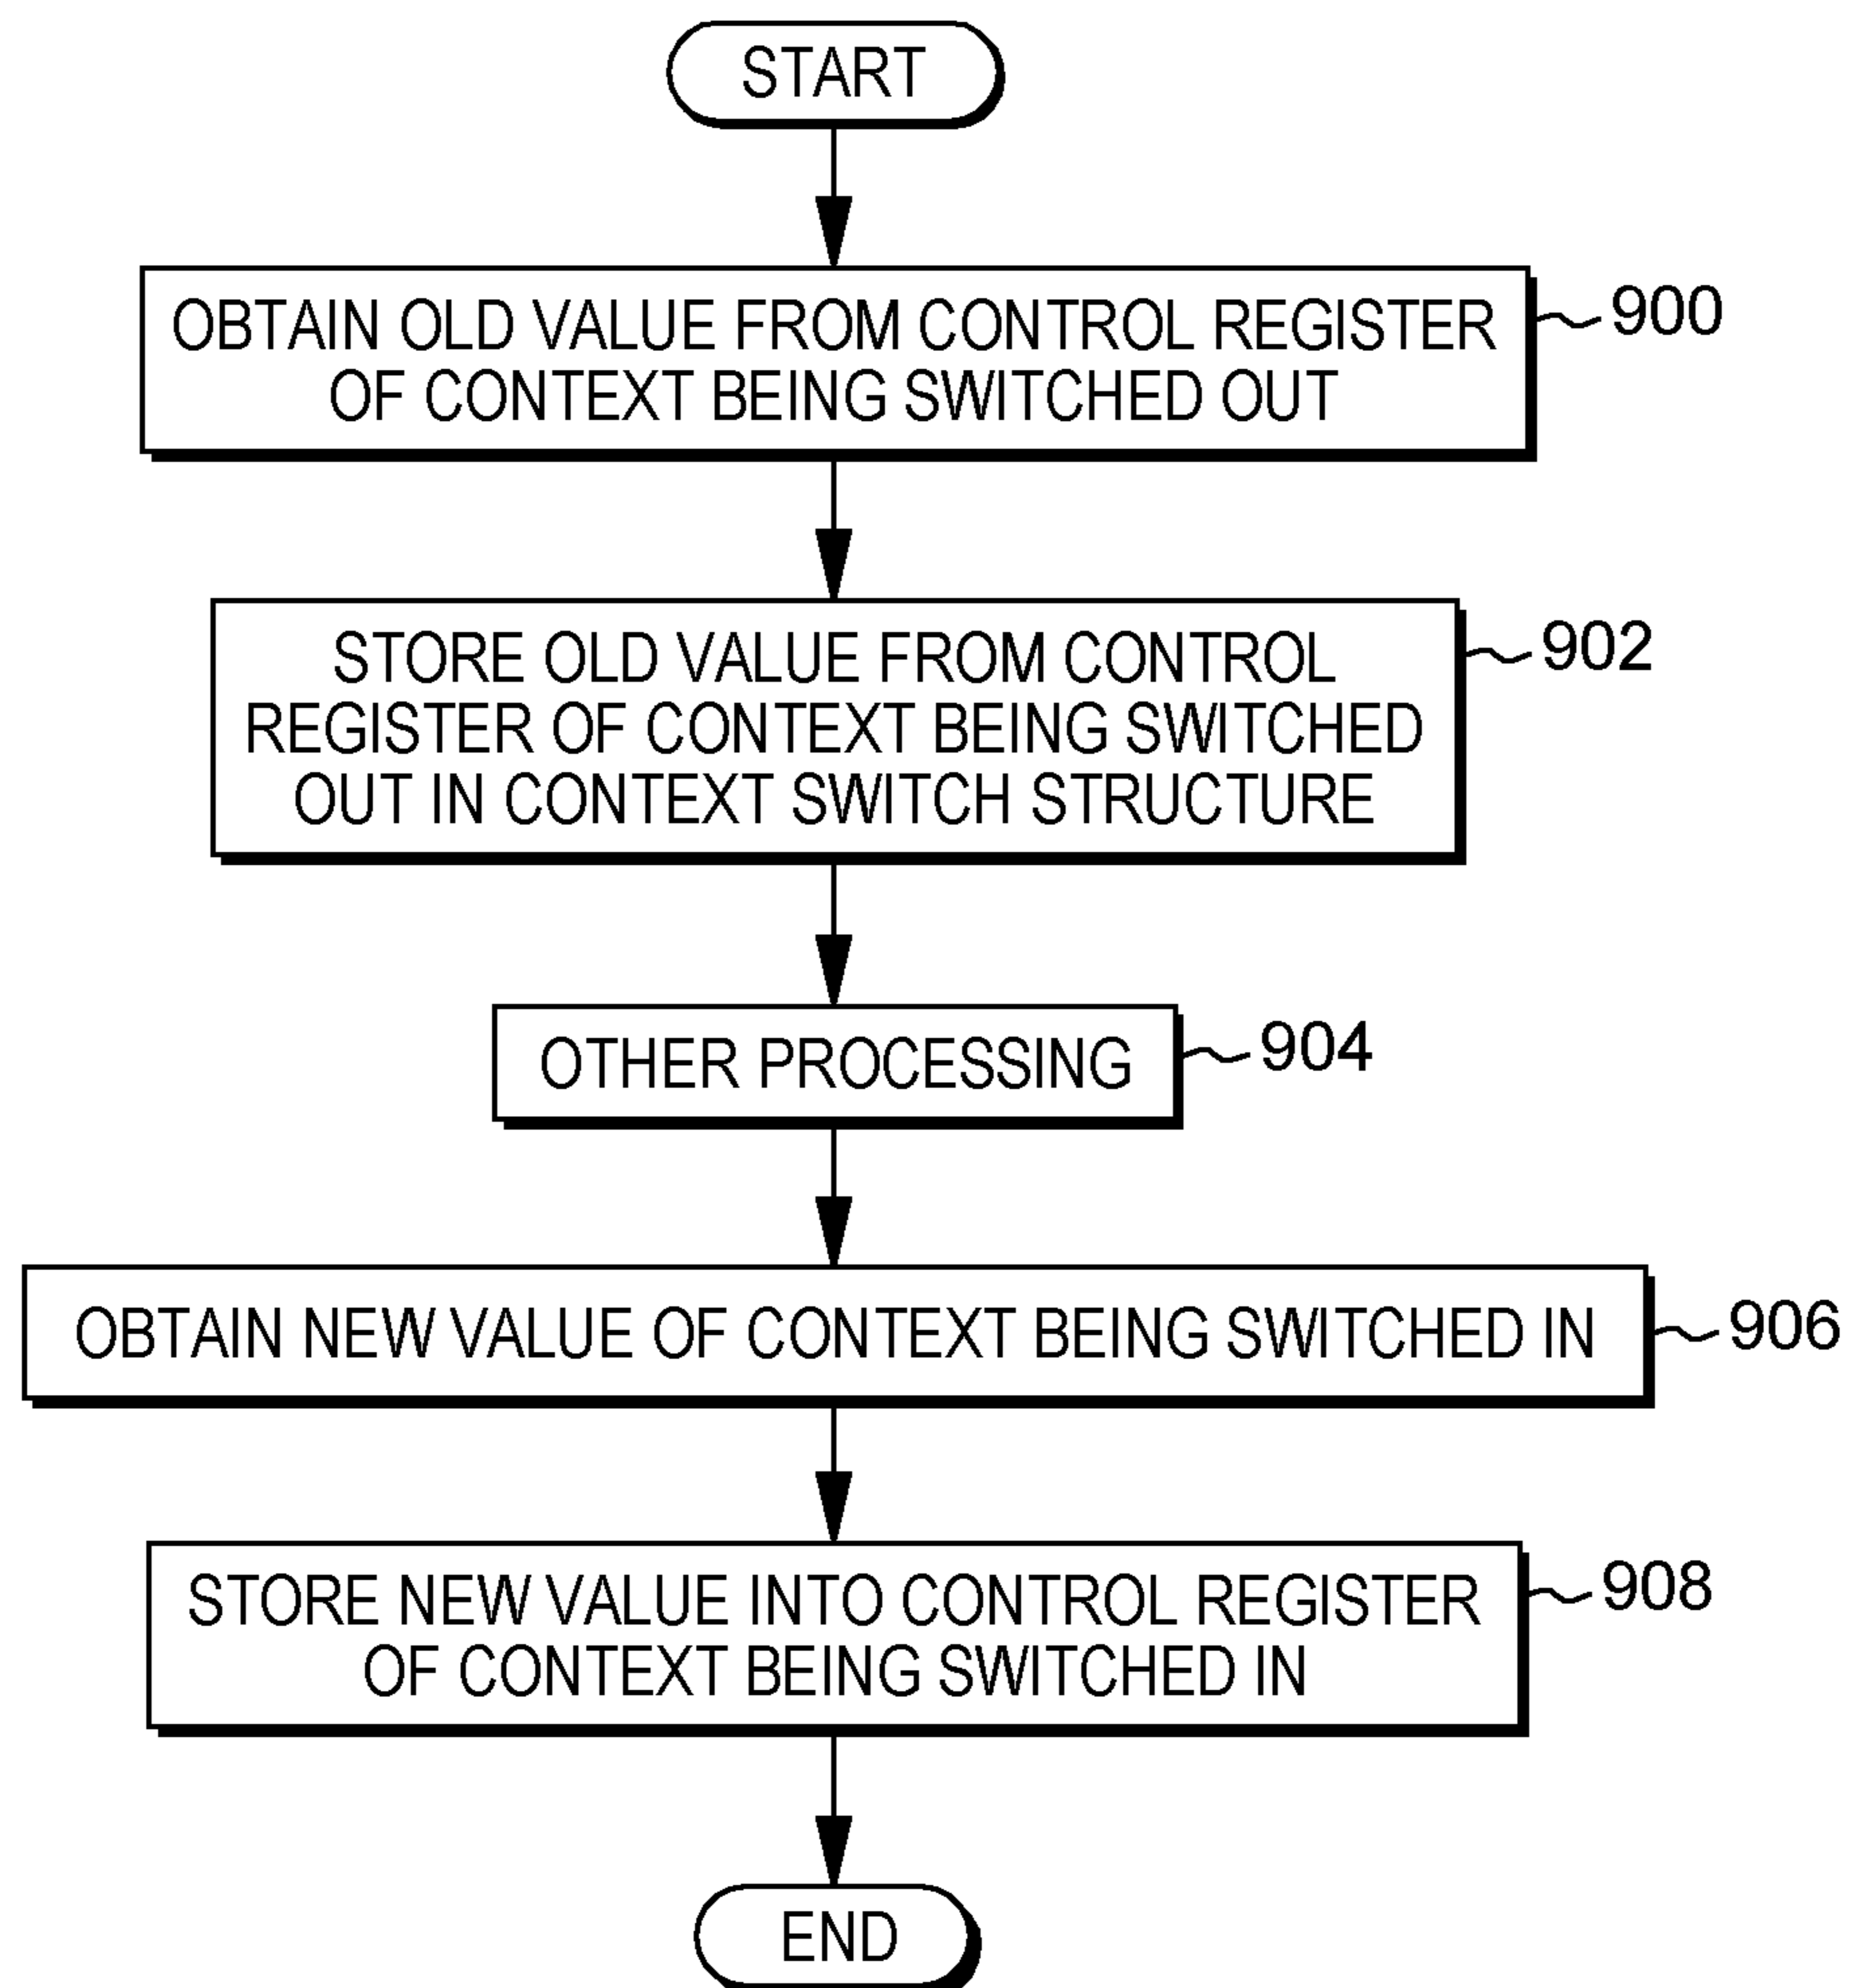 START
OBTAIN OLD VALUE FROM CONTROL REGISTER
OF CONTEXT BEING SWITCHED OUT
900
STORE OLD VALUE FROM CONTROL
REGISTER OF CONTEXT BEING SWITCHED
OUT IN CONTEXT SWITCH STRUCTURE
902
OTHER PROCESSING
904
OBTAIN NEW VALUE OF CONTEXT BEING SWITCHED IN
906
STORE NEW VALUE INTO CONTROL REGISTER
OF CONTEXT BEING SWITCHED IN
908
END